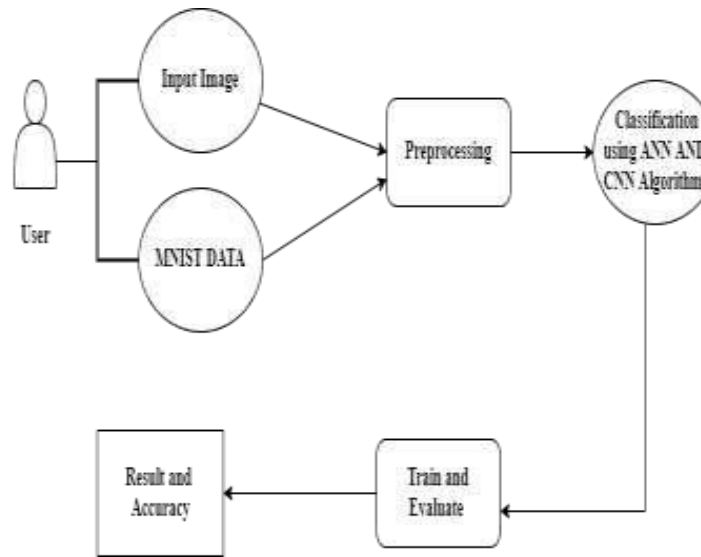 Input Image
Preprocessing
Classification
using ANN AND
CNN Algorithm
User
MNIST DATA
Result and
Accuracy
Train and
Evaluate